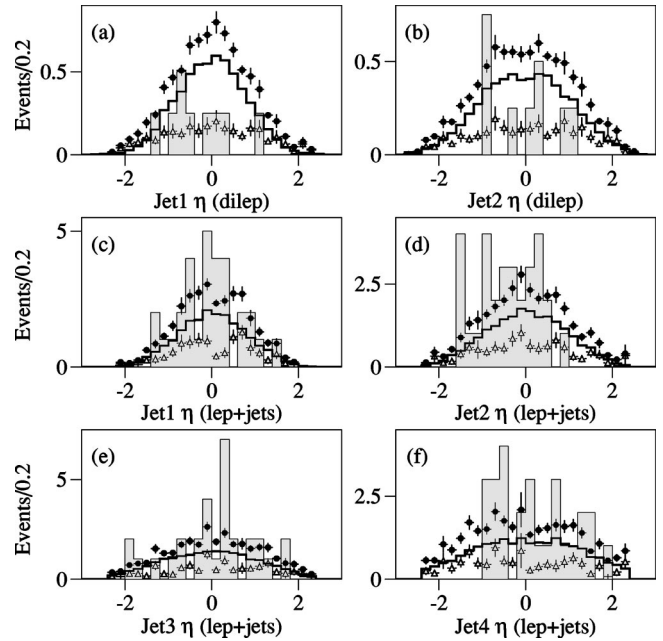 (a)
Events/0.2
0.5
0
-2 0 2
Jet1 η (dilep)
(b)
0.5
0
-2 0 2
Jet2 η (dilep)
(c)
Events/0.2
5
2.5
0
-2 0 2
Jet1 η (lep+jets)
(d)
2.5
0
-2 0 2
Jet2 η (lep+jets)
(e)
Events/0.2
5
0
-2 0 2
Jet3 η (lep+jets)
(f)
2.5
0
-2 0 2
Jet4 η (lep+jets)